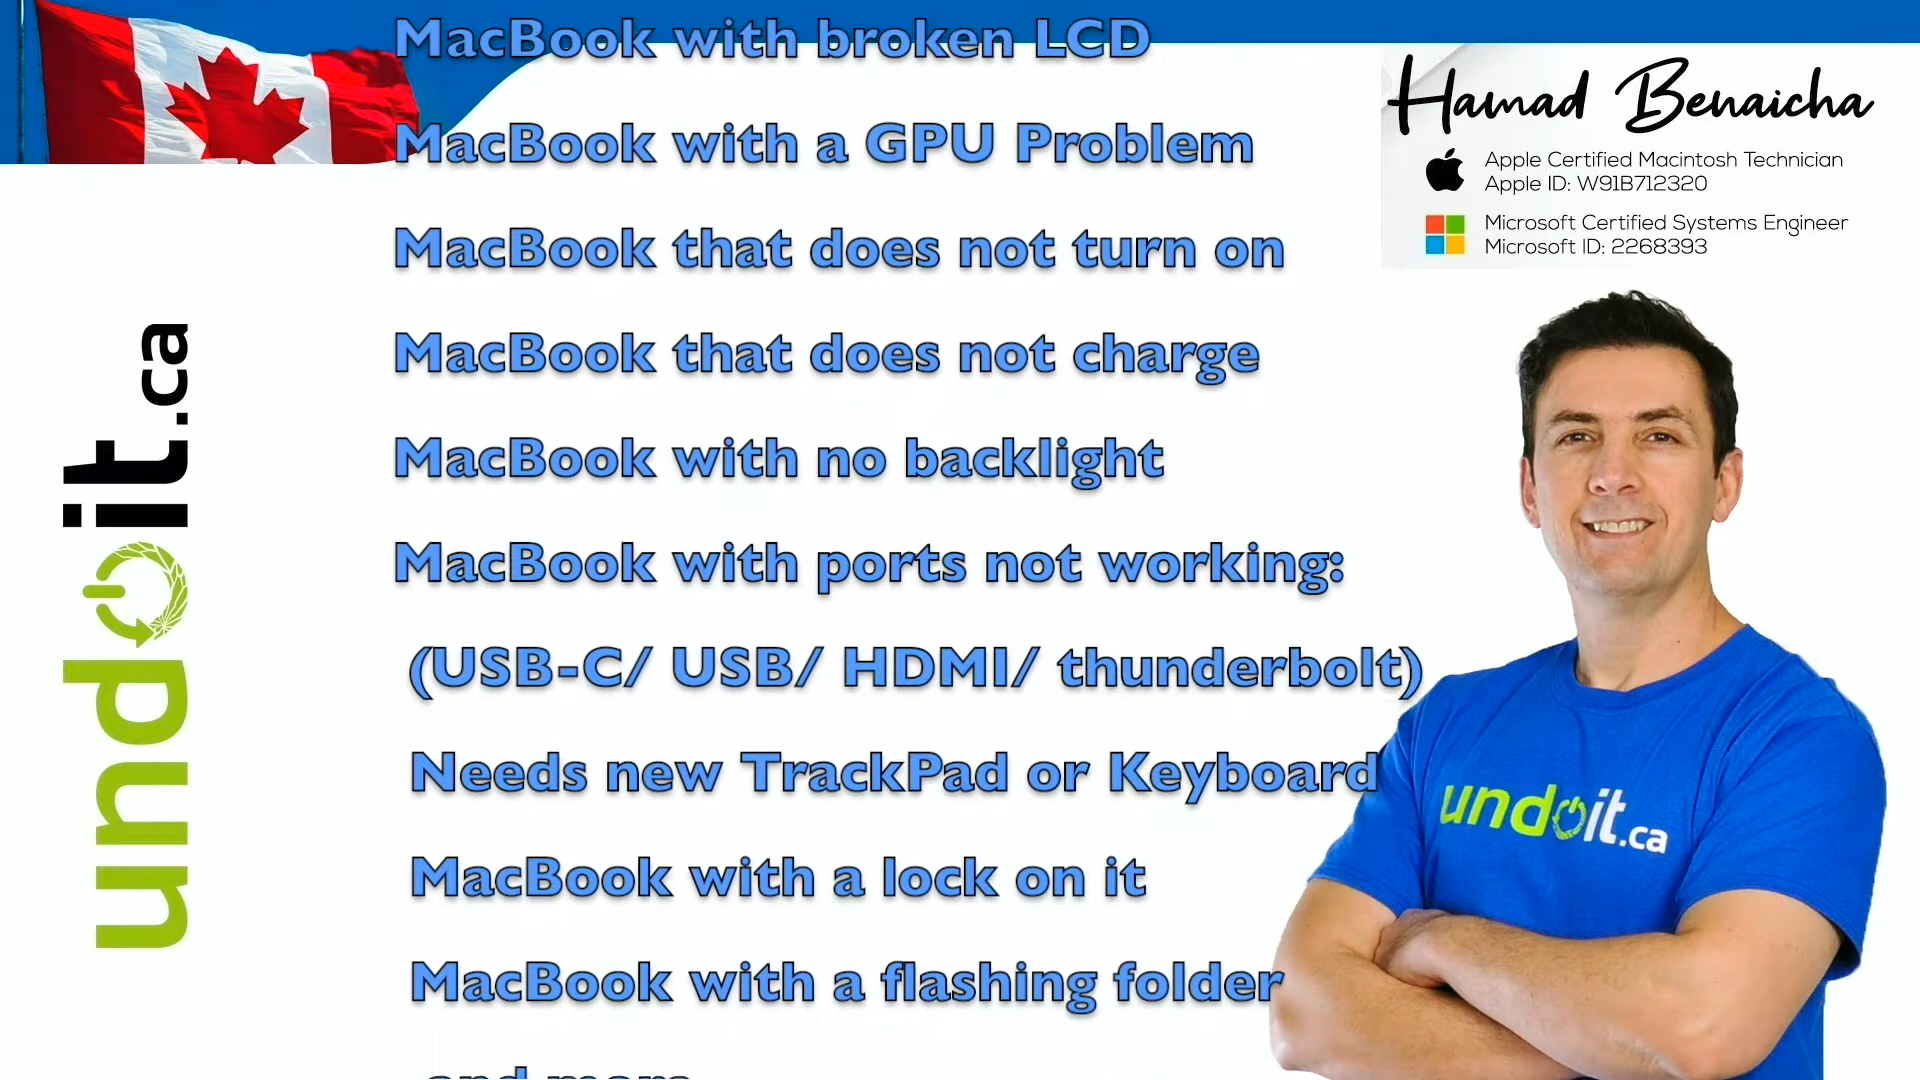 MacBook with broken LCD
MacBook with a GPU Problem
MacBook that does not turn on
MacBook that does not charge
MacBook with no backlight
MacBook with ports not working:
(USB-C/ USB/ HDMI/ thunderbolt)
Needs new TrackPad or Keyboard
MacBook with a lock on it
MacBook with a flashing folder
and more
Hamad Benaicha
Apple Certified Macintosh Technician
Apple ID: W91B712320
Microsoft Certified Systems Engineer
Microsoft ID: 2268393
undoit.ca
undoit.ca